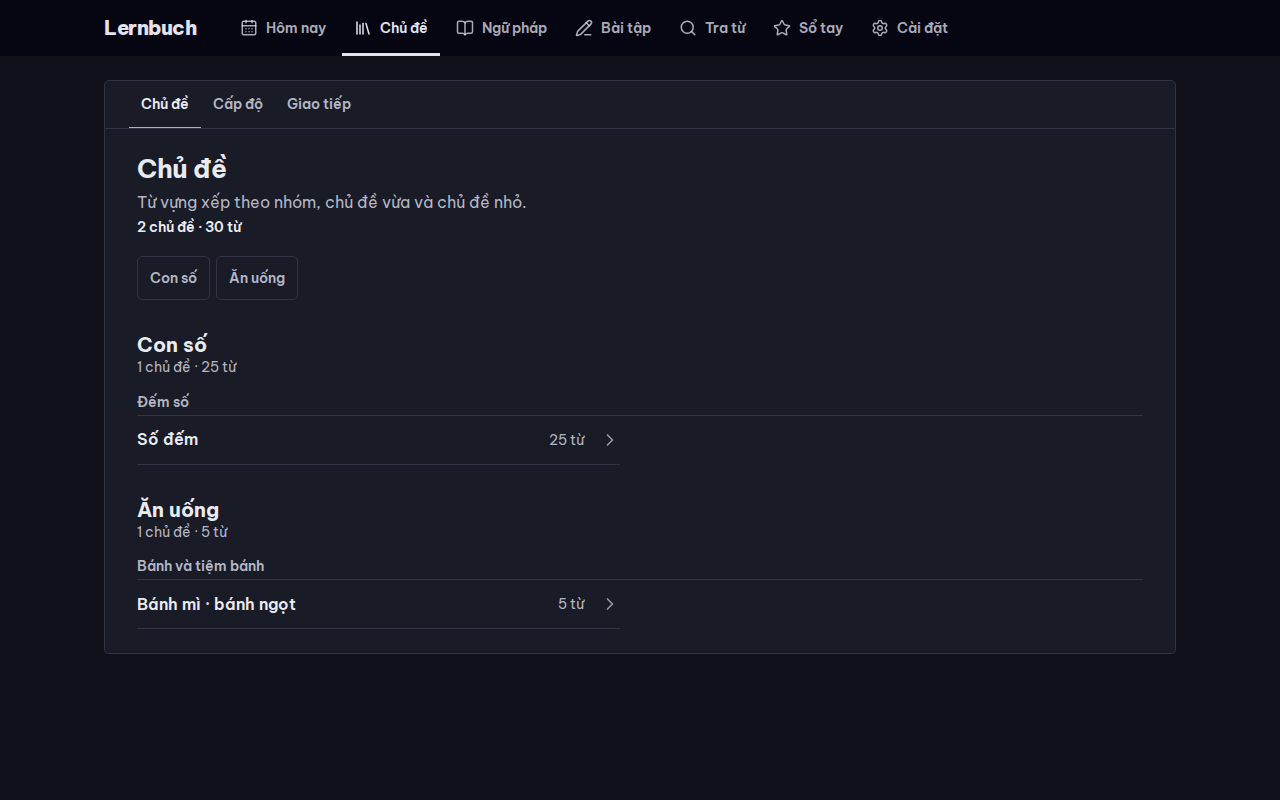 Lernbuch
Hôm nay
Chủ đề
Ngữ pháp
Bài tập
Tra từ
Sổ tay
Cài đặt
Chủ đề
Cấp độ
Giao tiếp
Chủ đề
Từ vựng xếp theo nhóm, chủ đề vừa và chủ đề nhỏ.
2 chủ đề · 30 từ
Con số
Ăn uống
Con số
1 chủ đề · 25 từ
Đếm số
Số đếm
25 từ
Ăn uống
1 chủ đề · 5 từ
Bánh và tiệm bánh
Bánh mì · bánh ngọt
5 từ